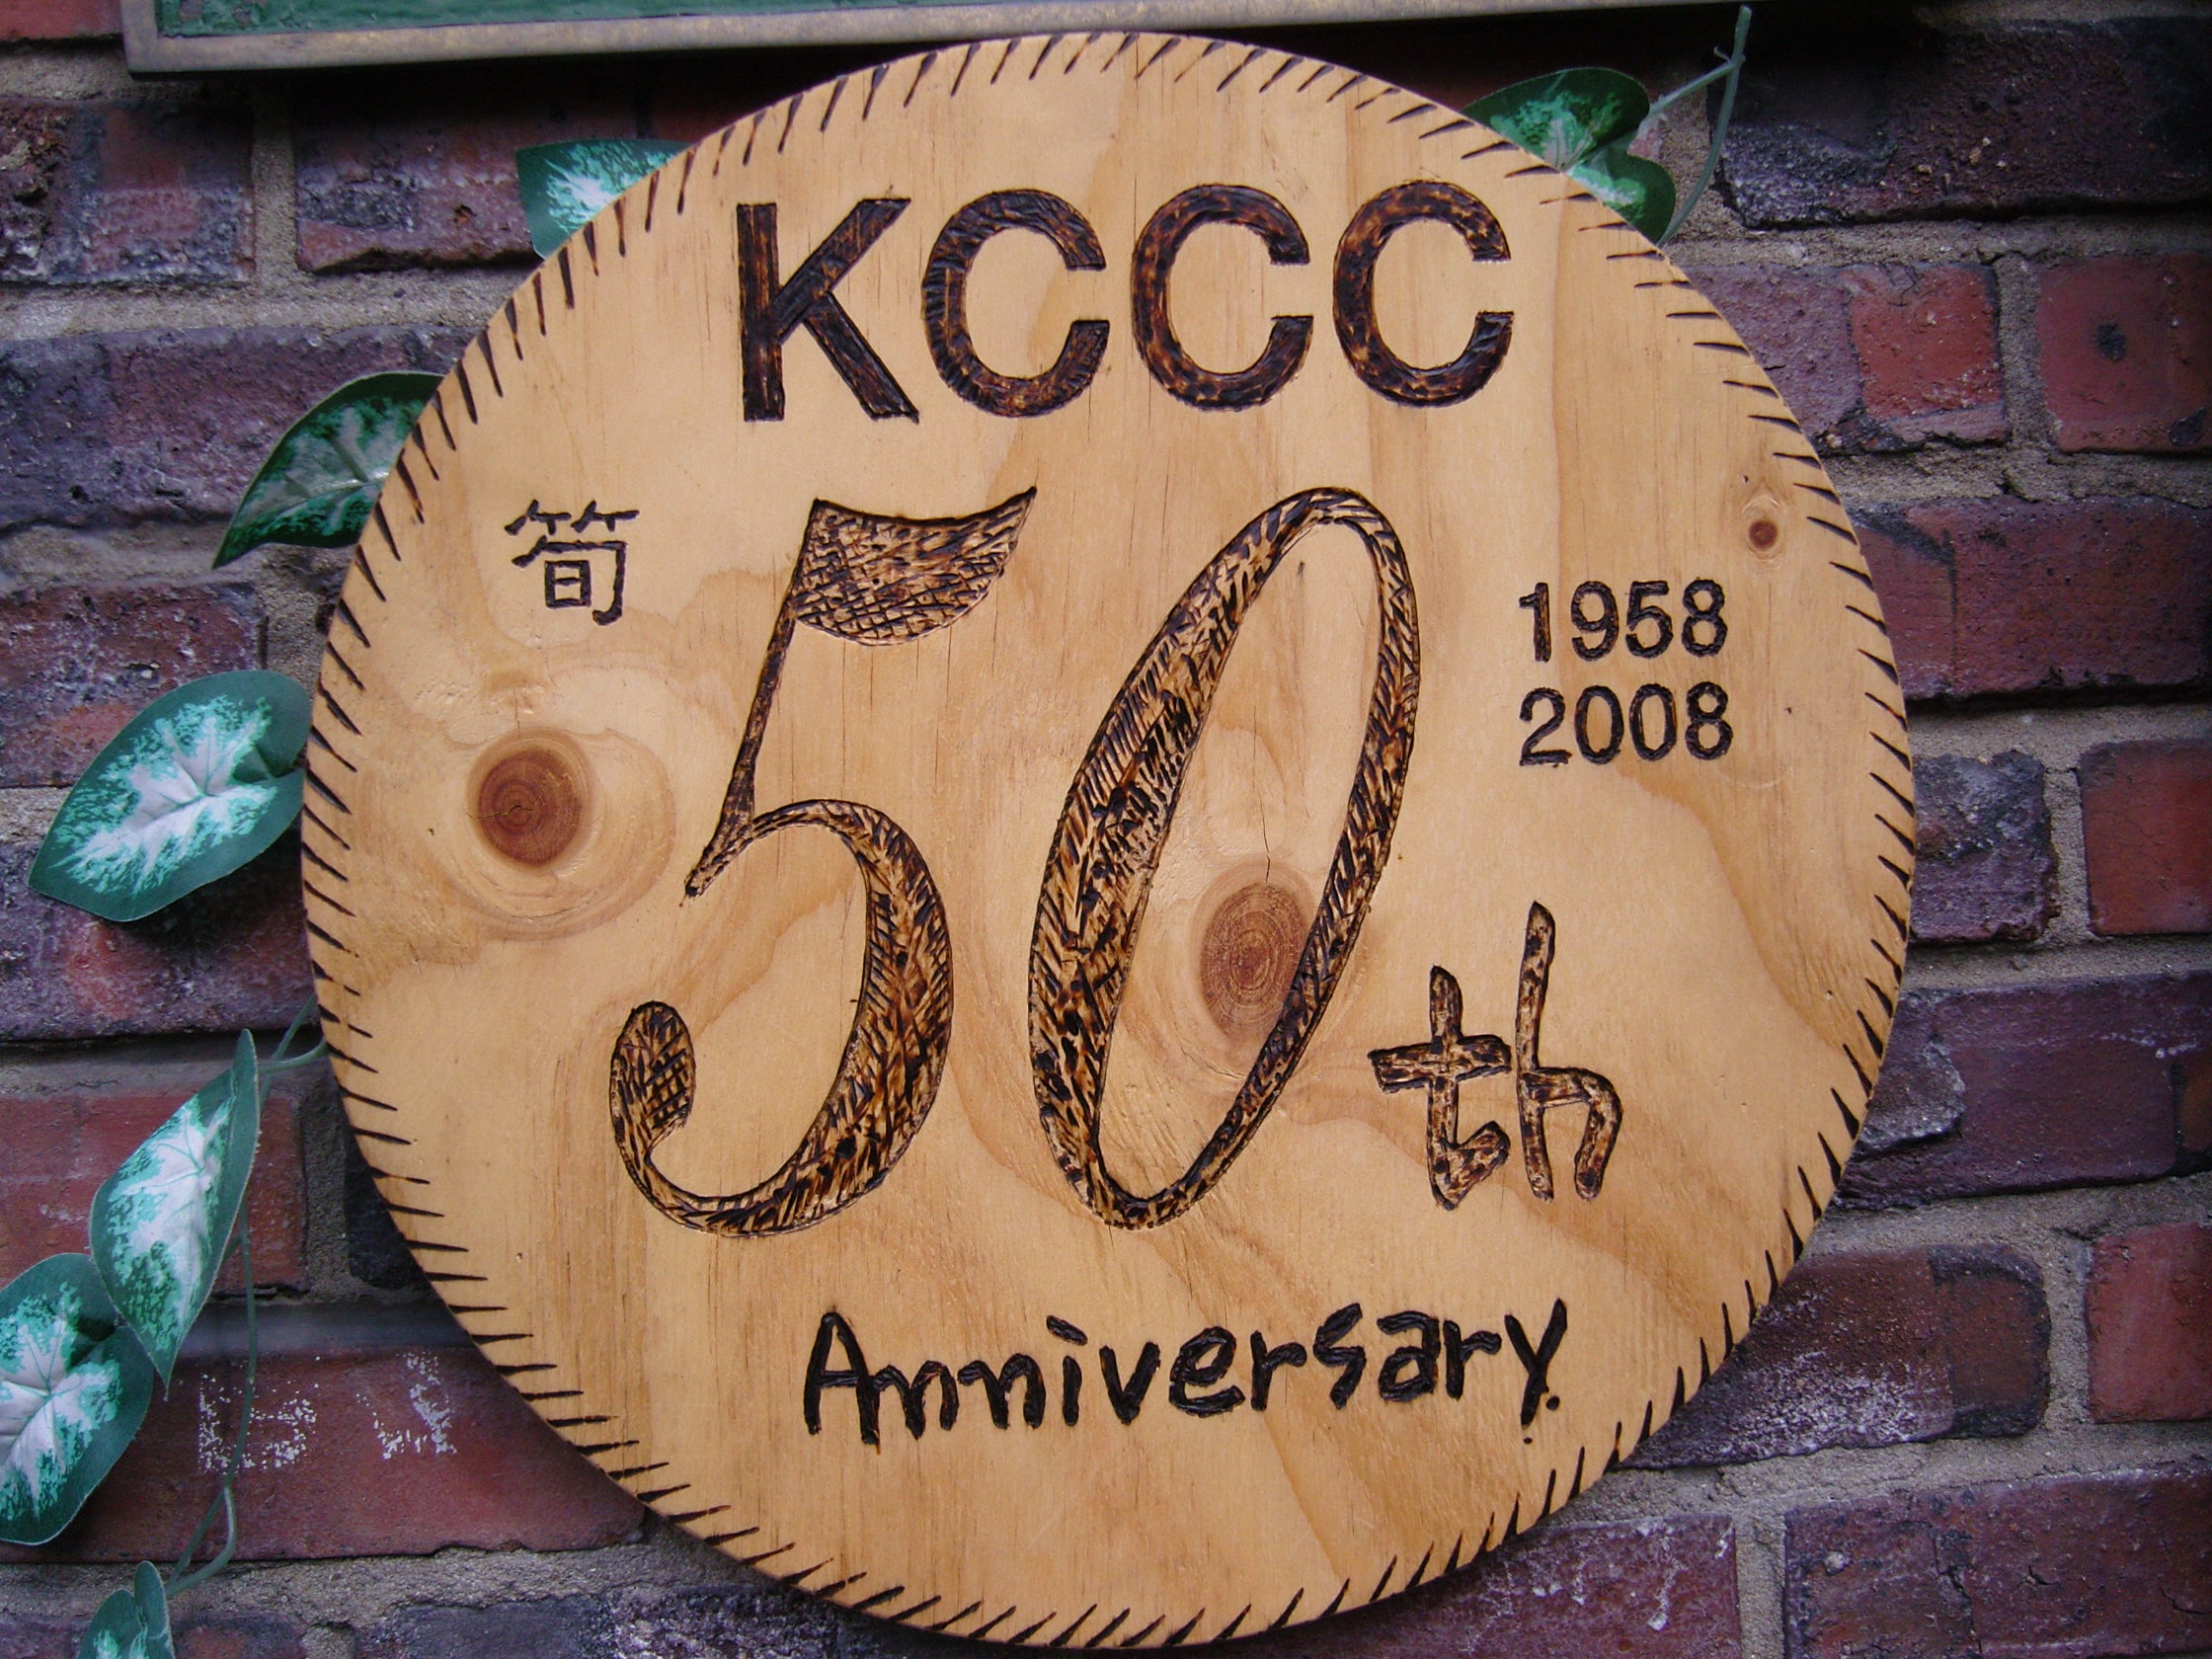 KCCC
筍
50th
1958
2008
Anniversary